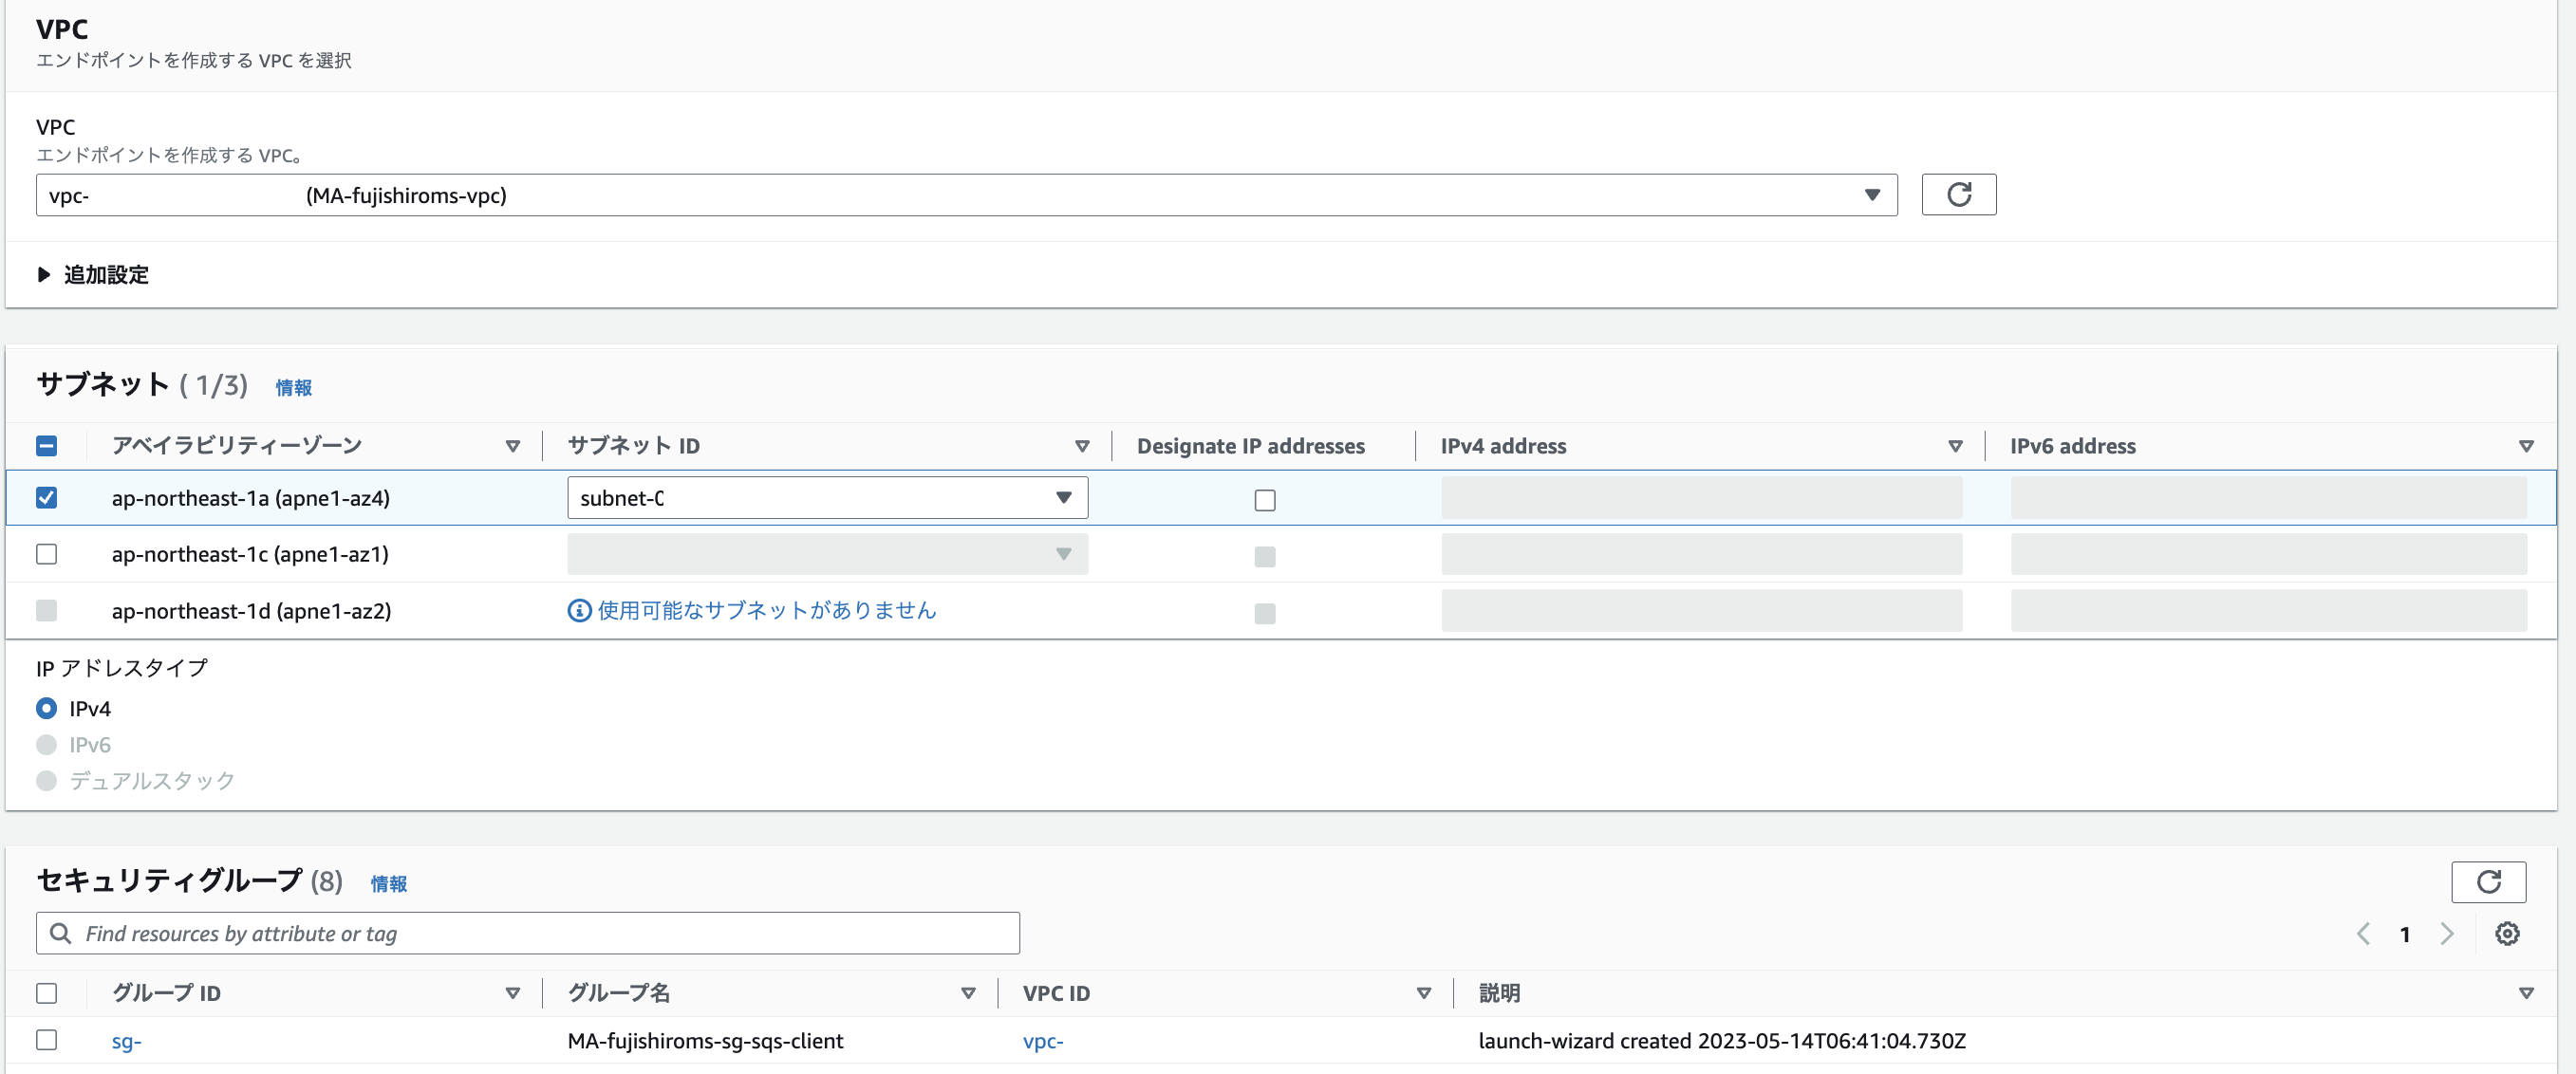 VPC
エンドポイントを作成する VPC を選択
VPC
エンドポイントを作成する VPC。
vpc- (MA-fujishiroms-vpc)
追加設定
サブネット ( 1/3) 情報
アベイラビリティーゾーン サブネット ID Designate IP addresses IPv4 address IPv6 address
ap-northeast-1a (apne1-az4) subnet-0
ap-northeast-1c (apne1-az1)
ap-northeast-1d (apne1-az2) 使用可能なサブネットがありません
IP アドレスタイプ
IPv4
IPv6
デュアルスタック
セキュリティグループ (8) 情報
Find resources by attribute or tag 1
グループ ID グループ名 VPC ID 説明
sg- MA-fujishiroms-sg-sqs-client vpc- launch-wizard created 2023-05-14T06:41:04.730Z